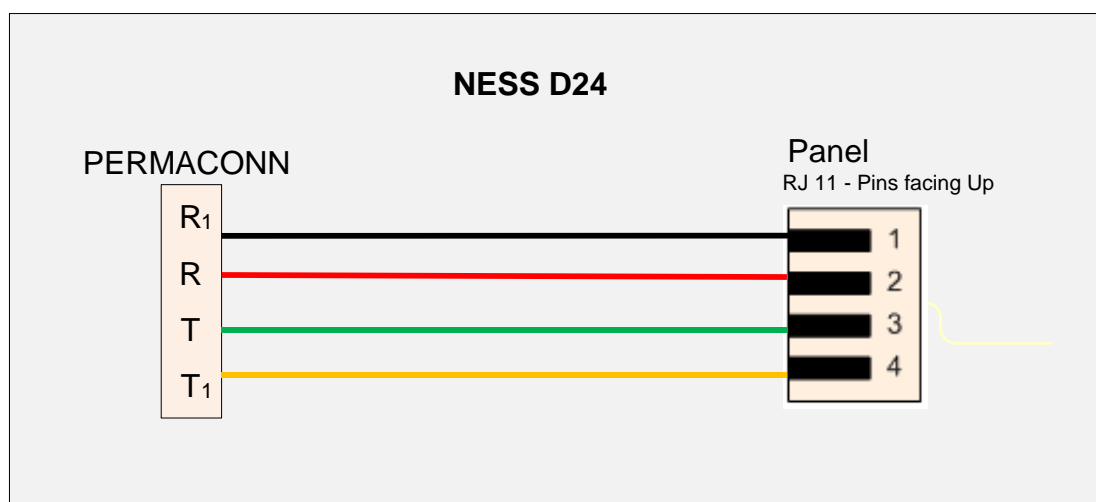 NESS D24
PERMACONN
Panel
RJ 11 - Pins facing Up
R1
1
R
2
T
3
T1
4